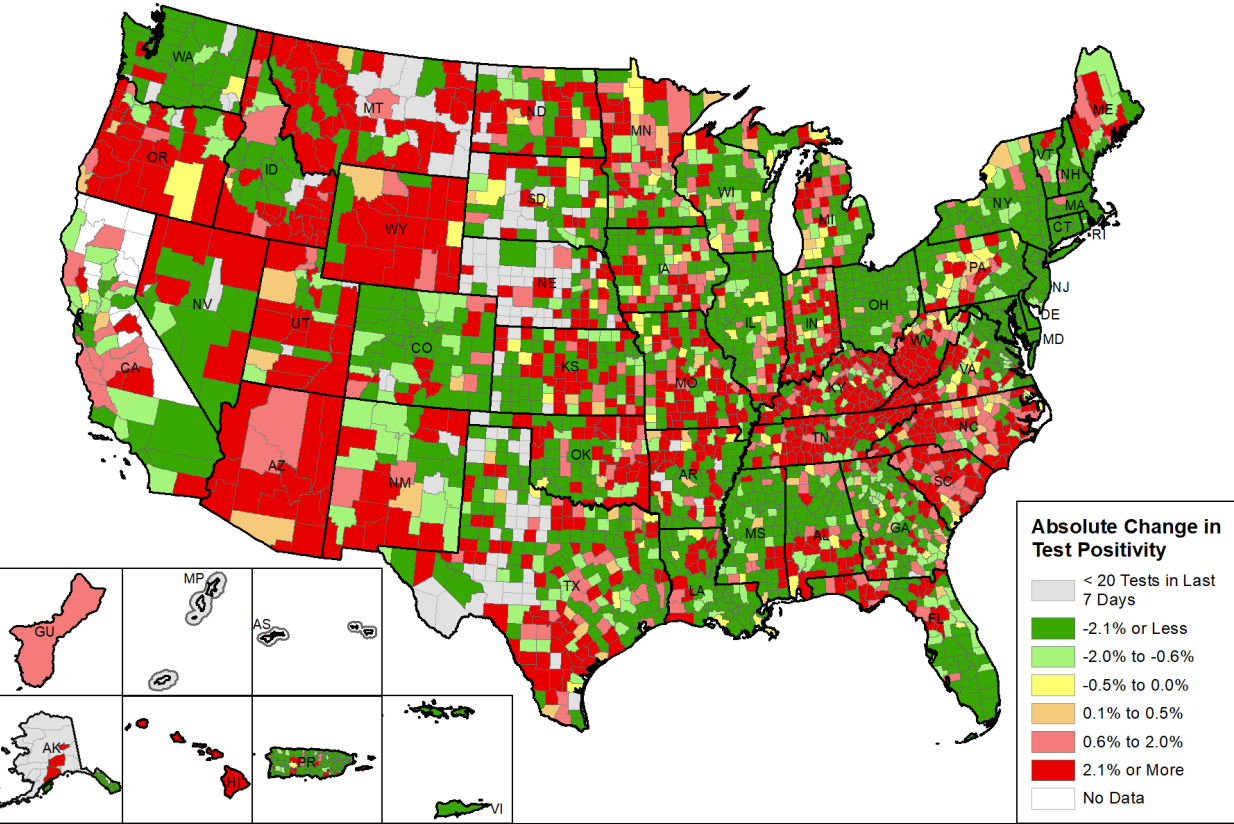 WA
MT
ND
MN
ME
OR
ID
SD
WI
VT
NH
NY
MA
MI
CT
RI
WY
IA
PA
NE
NJ
NV
OH
DE
UT
IL
IN
MD
CO
WV
CA
KS
MO
KY
VA
OK
TN
NC
AZ
NM
AR
SC
MS
AL
GA
TX
LA
FL
GU
MP
AS
AK
HI
PR
VI
Absolute Change in
Test Positivity
< 20 Tests in Last
7 Days
-2.1% or Less
-2.0% to -0.6%
-0.5% to 0.0%
0.1% to 0.5%
0.6% to 2.0%
2.1% or More
No Data